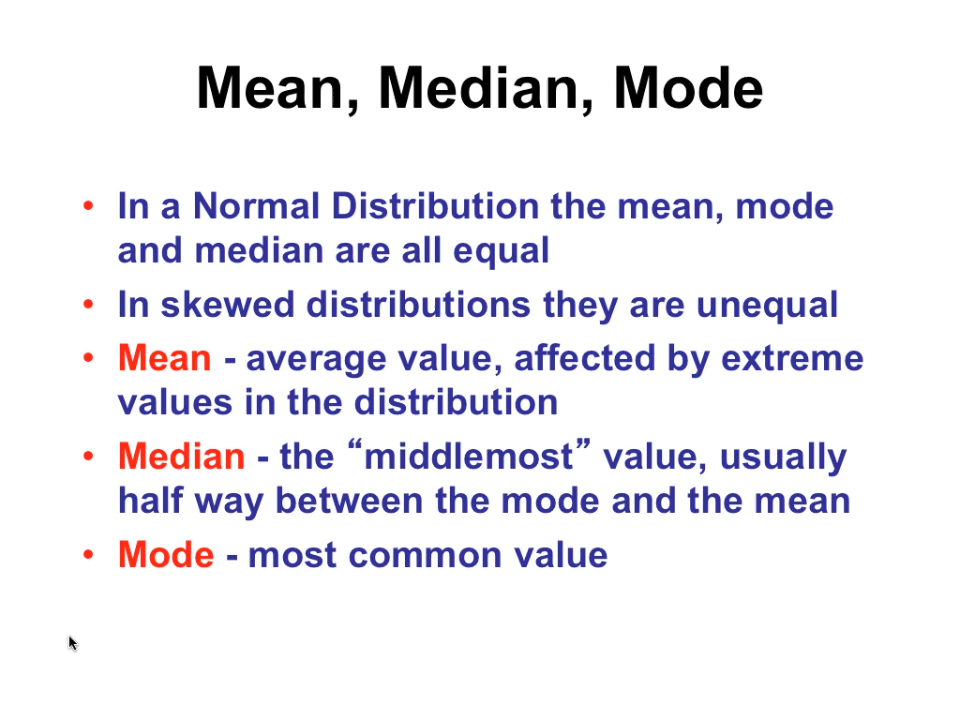 Mean, Median, Mode
• In a Normal Distribution the mean, mode
and median are all equal
• In skewed distributions they are unequal
• Mean - average value, affected by extreme
values in the distribution
• Median - the “middlemost” value, usually
half way between the mode and the mean
• Mode - most common value